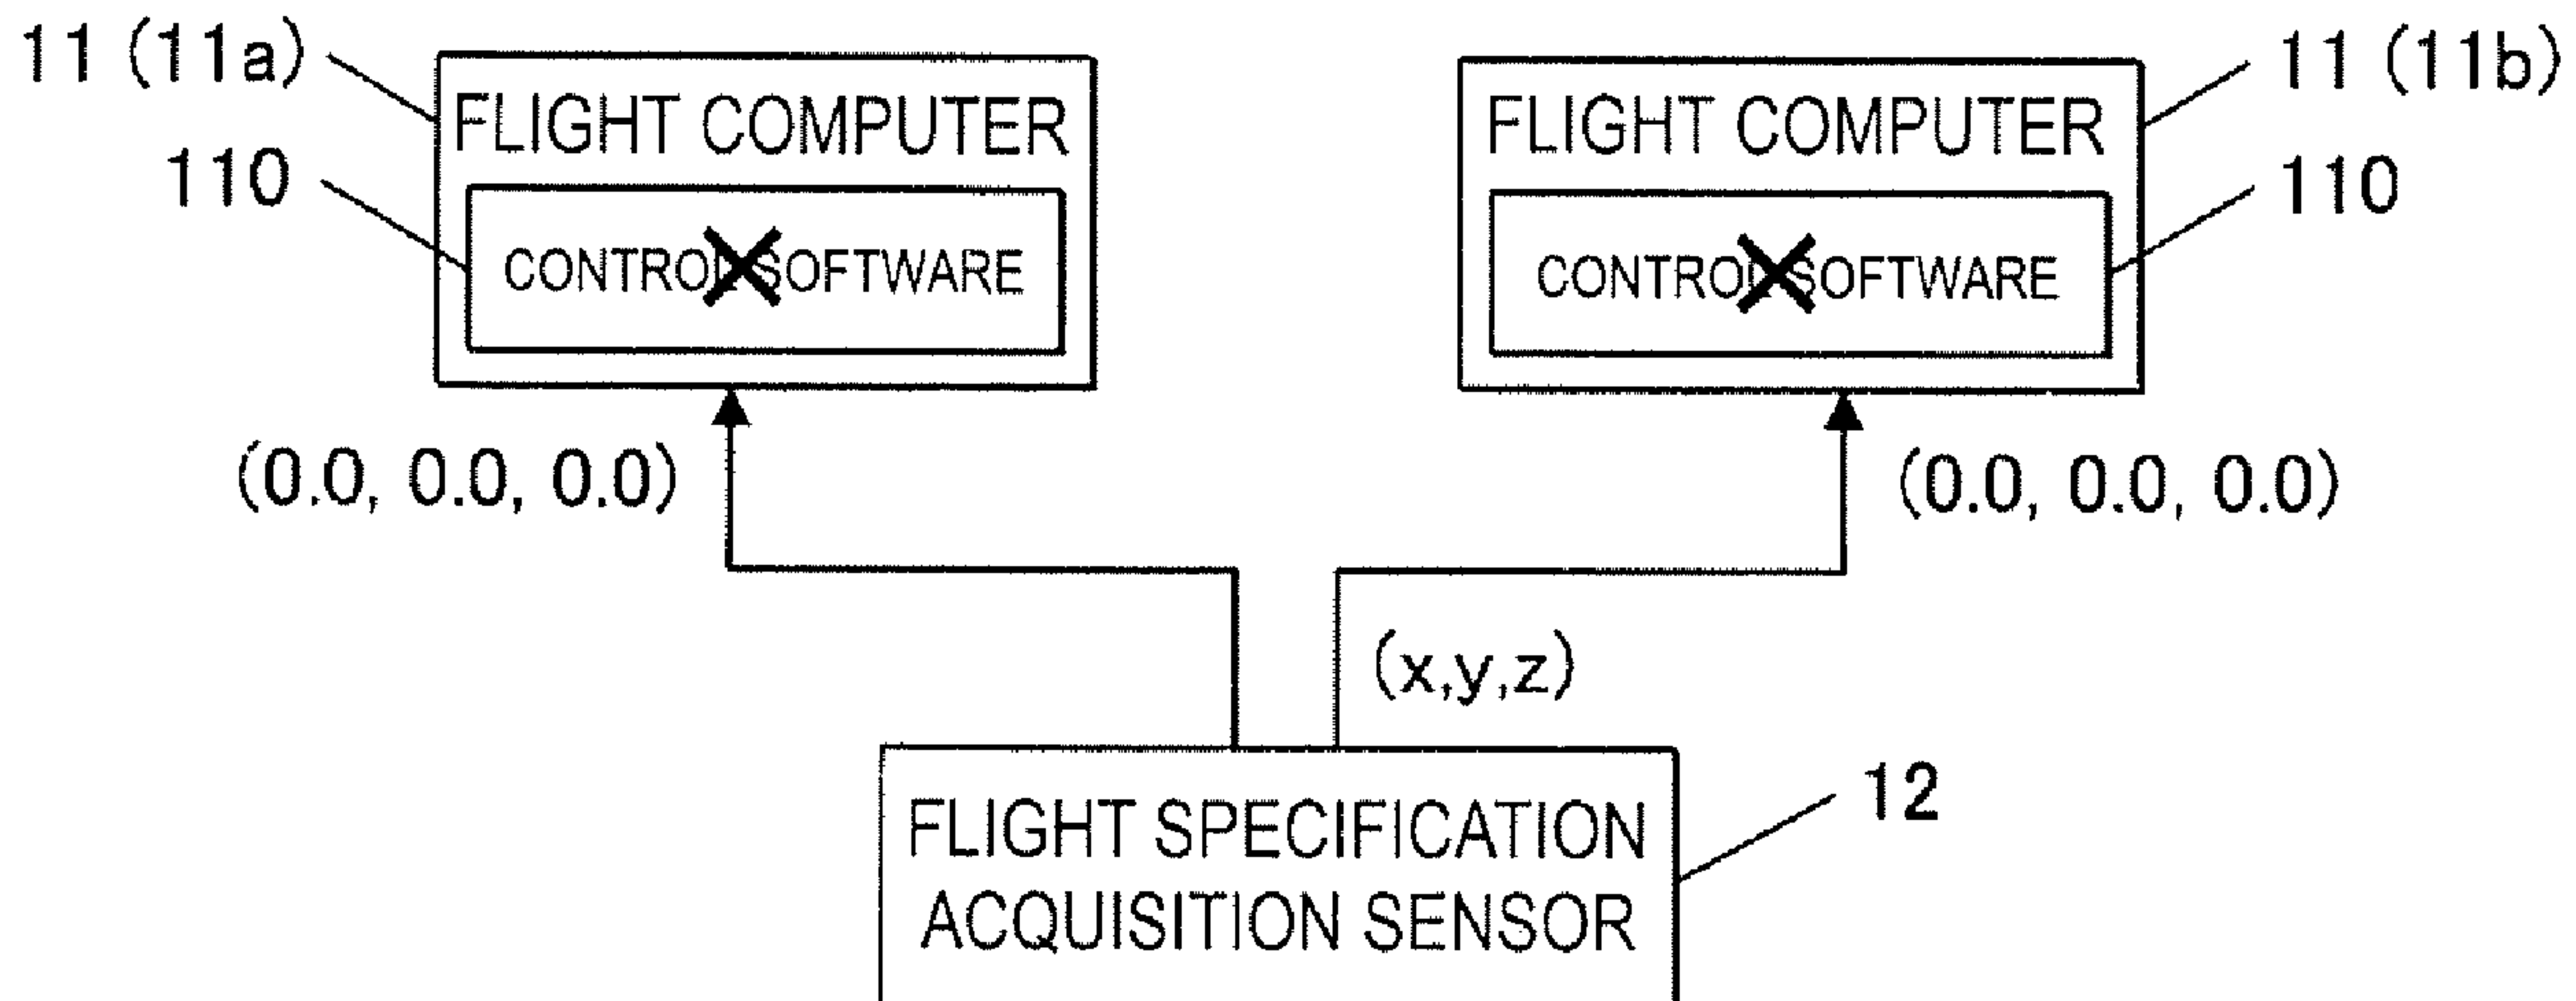 11 (11a)
FLIGHT COMPUTER
110
CONTROL SOFTWARE
11 (11b)
FLIGHT COMPUTER
110
CONTROL SOFTWARE
(0.0, 0.0, 0.0)
(0.0, 0.0, 0.0)
(x,y,z)
FLIGHT SPECIFICATION
ACQUISITION SENSOR
12